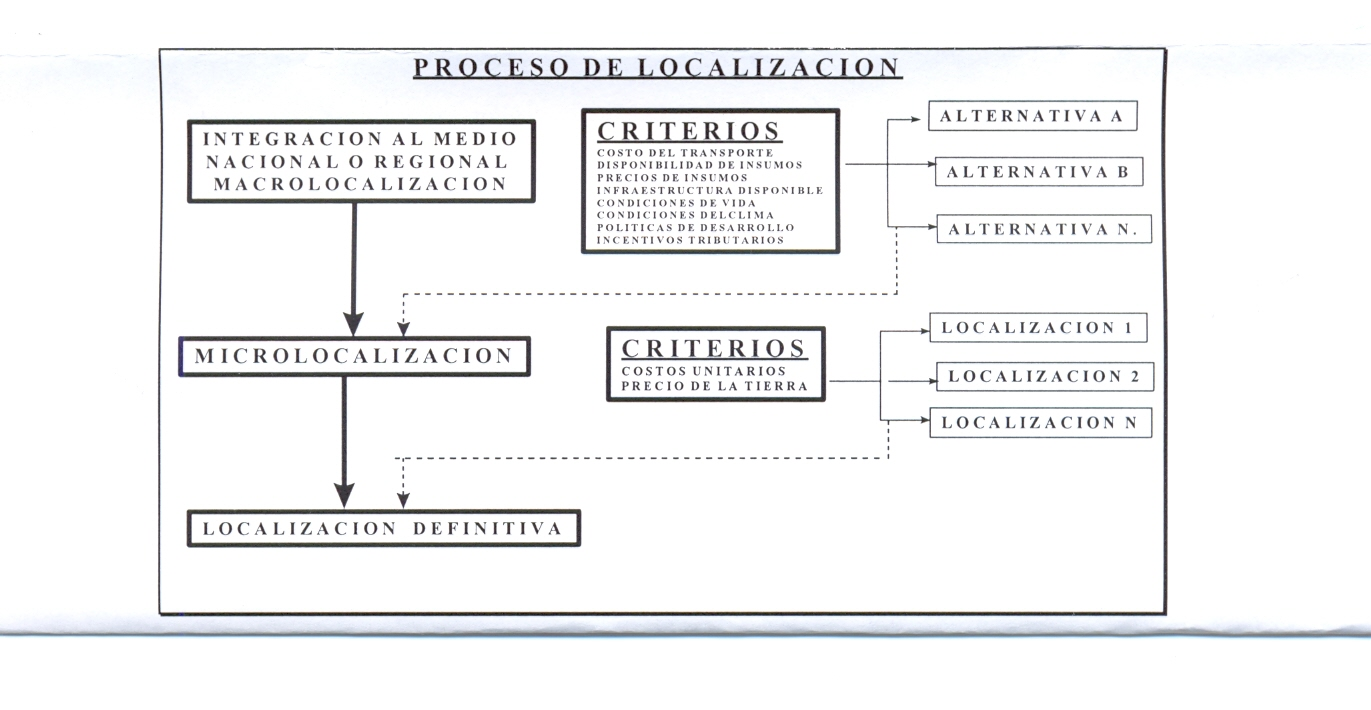 PROCESO DE LOCALIZACION
INTEGRACION AL MEDIO
NACIONAL O REGIONAL
MACROLOCALIZACION
CRITERIOS
COSTO DEL TRANSPORTE
DISPONIBILIDAD DE INSUMOS
PRECIOS DE INSUMOS
INFRAESTRUCTURA DISPONIBLE
CONDICIONES DE VIDA
CONDICIONES DELCLIMA
POLITICAS DE DESARROLLO
INCENTIVOS TRIBUTARIOS
ALTERNATIVA A
ALTERNATIVA B
ALTERNATIVA N.
MICROLOCALIZACION
CRITERIOS
COSTOS UNITARIOS
PRECIO DE LA TIERRA
LOCALIZACION 1
LOCALIZACION 2
LOCALIZACION N
LOCALIZACION DEFINITIVA